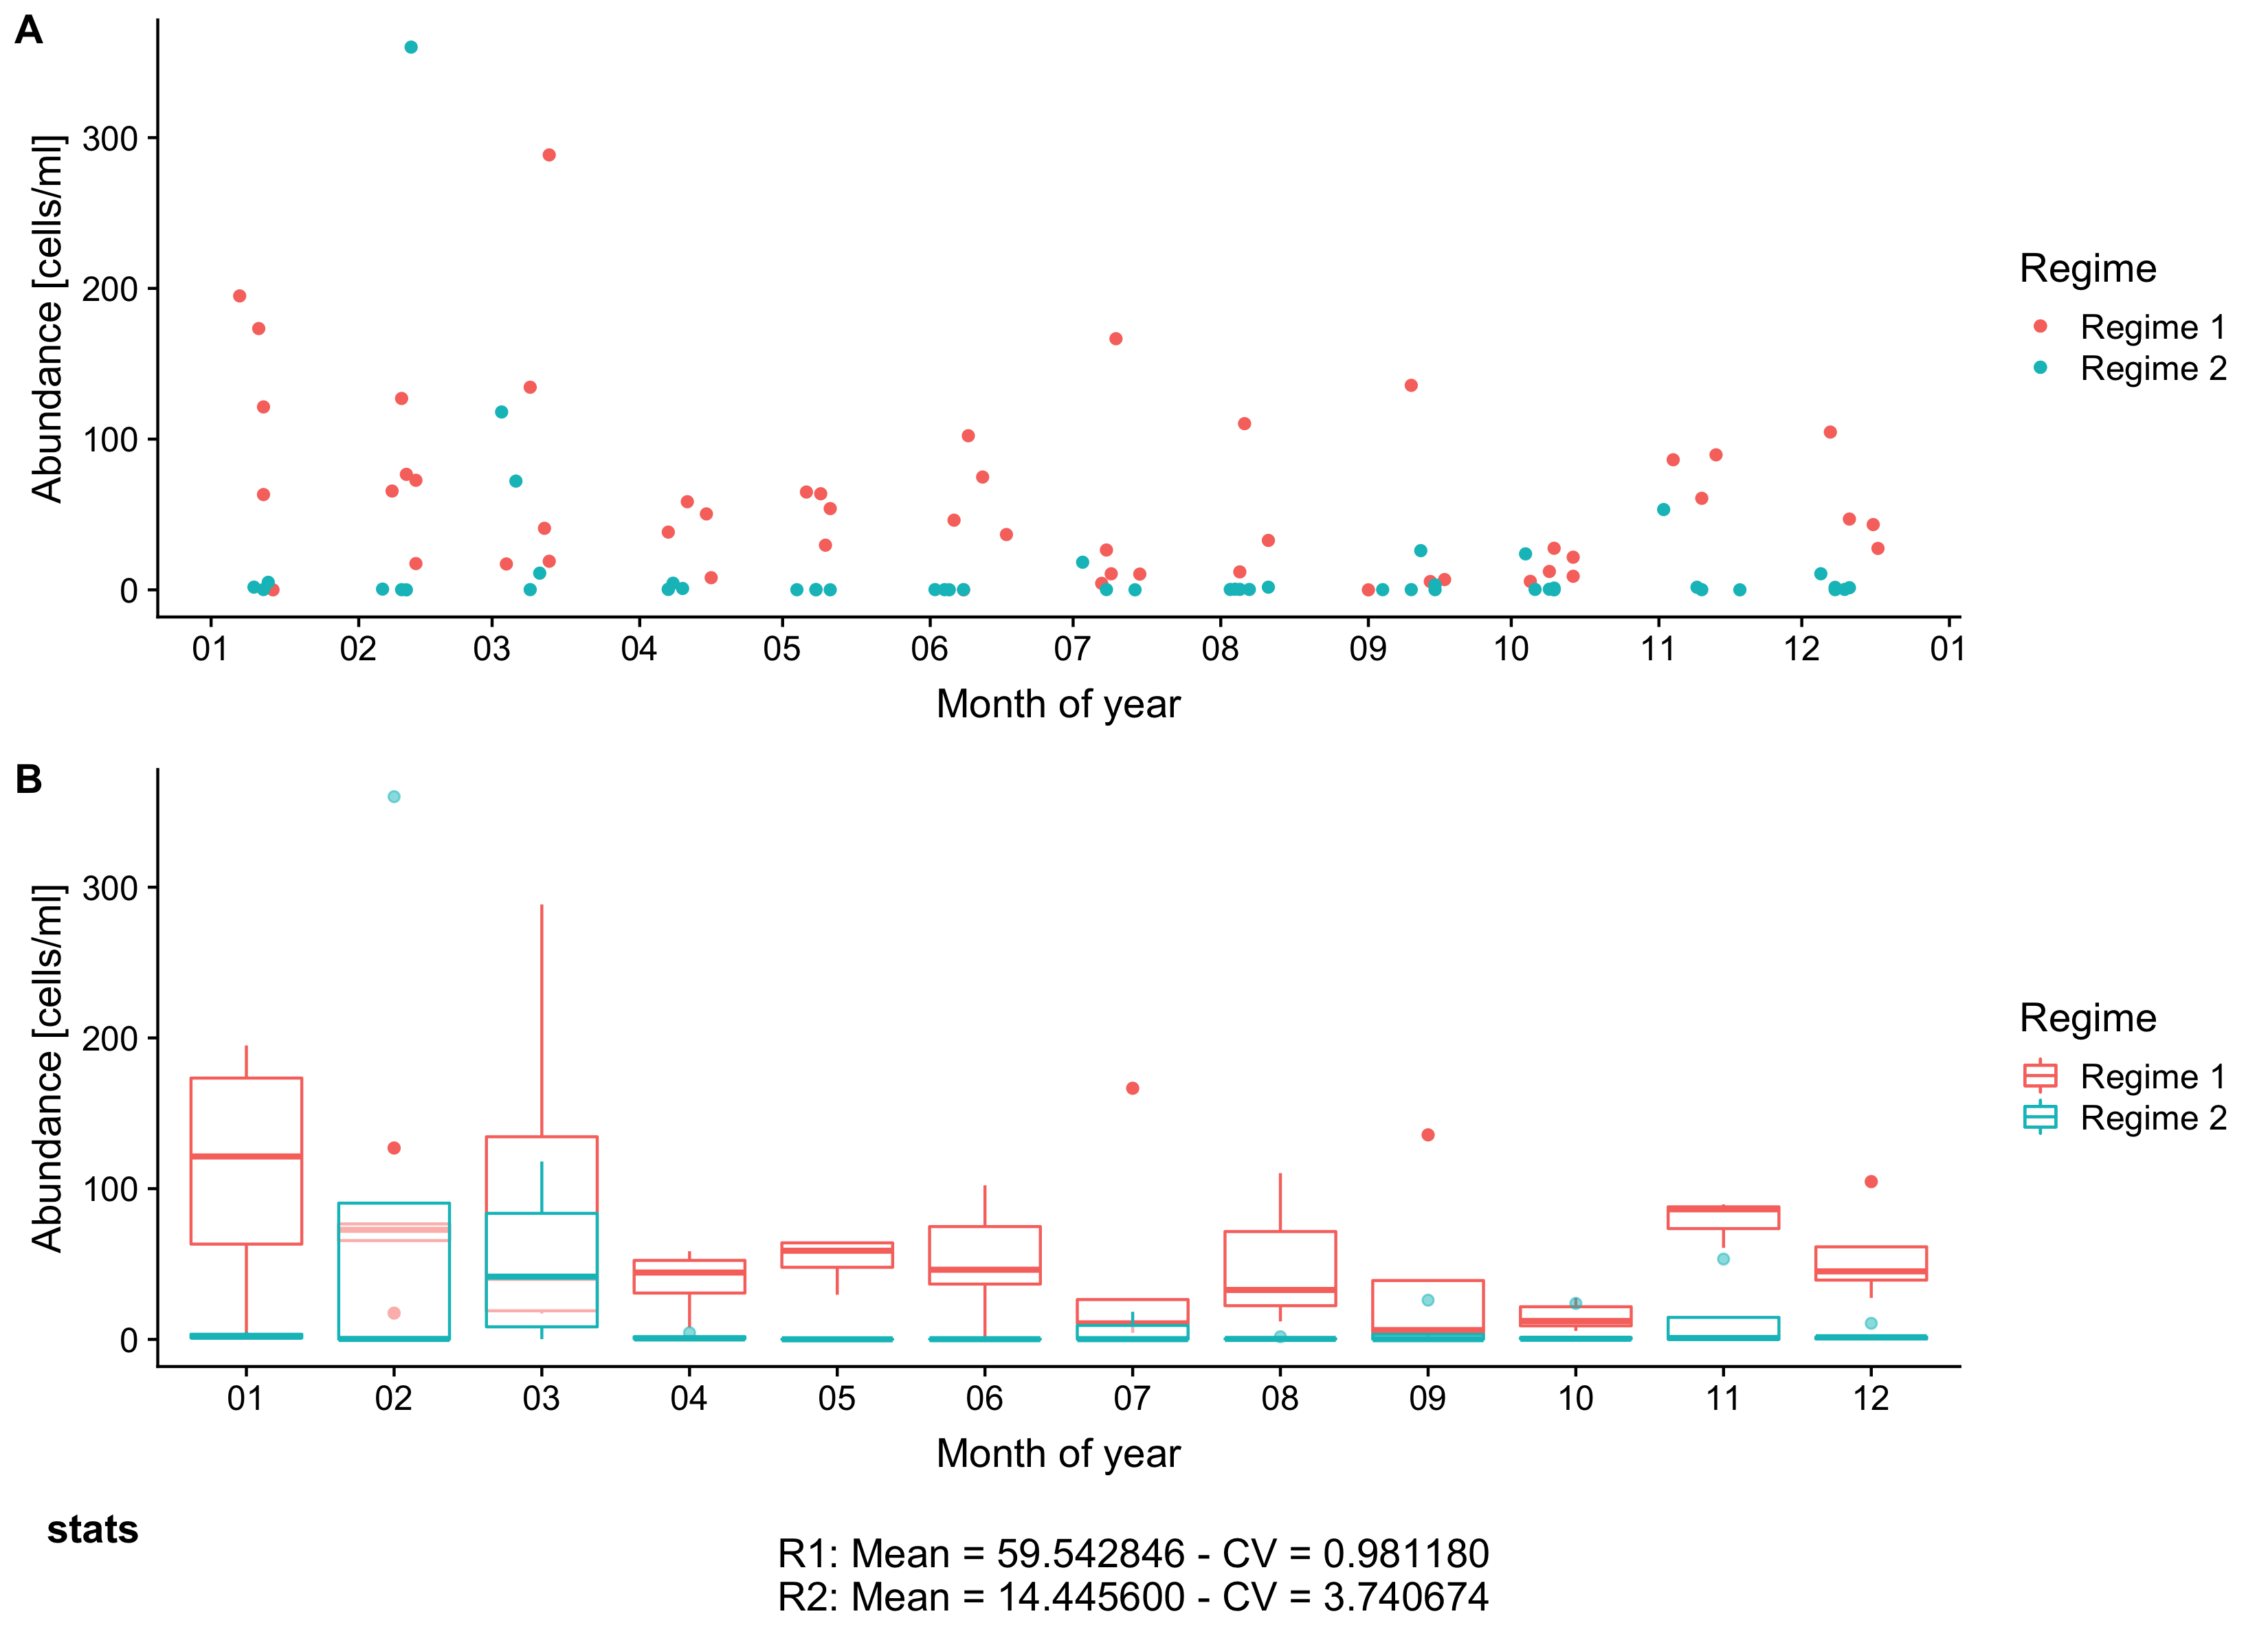 A
Abundance [cells/ml]
300
200
100
0
01 02 03 04 05 06 07 08 09 10 11 12 01
Month of year
Regime
Regime 1
Regime 2
B
Abundance [cells/ml]
300
200
100
0
01 02 03 04 05 06 07 08 09 10 11 12
Month of year
Regime
Regime 1
Regime 2
stats
R1: Mean = 59.542846 - CV = 0.981180
R2: Mean = 14.445600 - CV = 3.740674